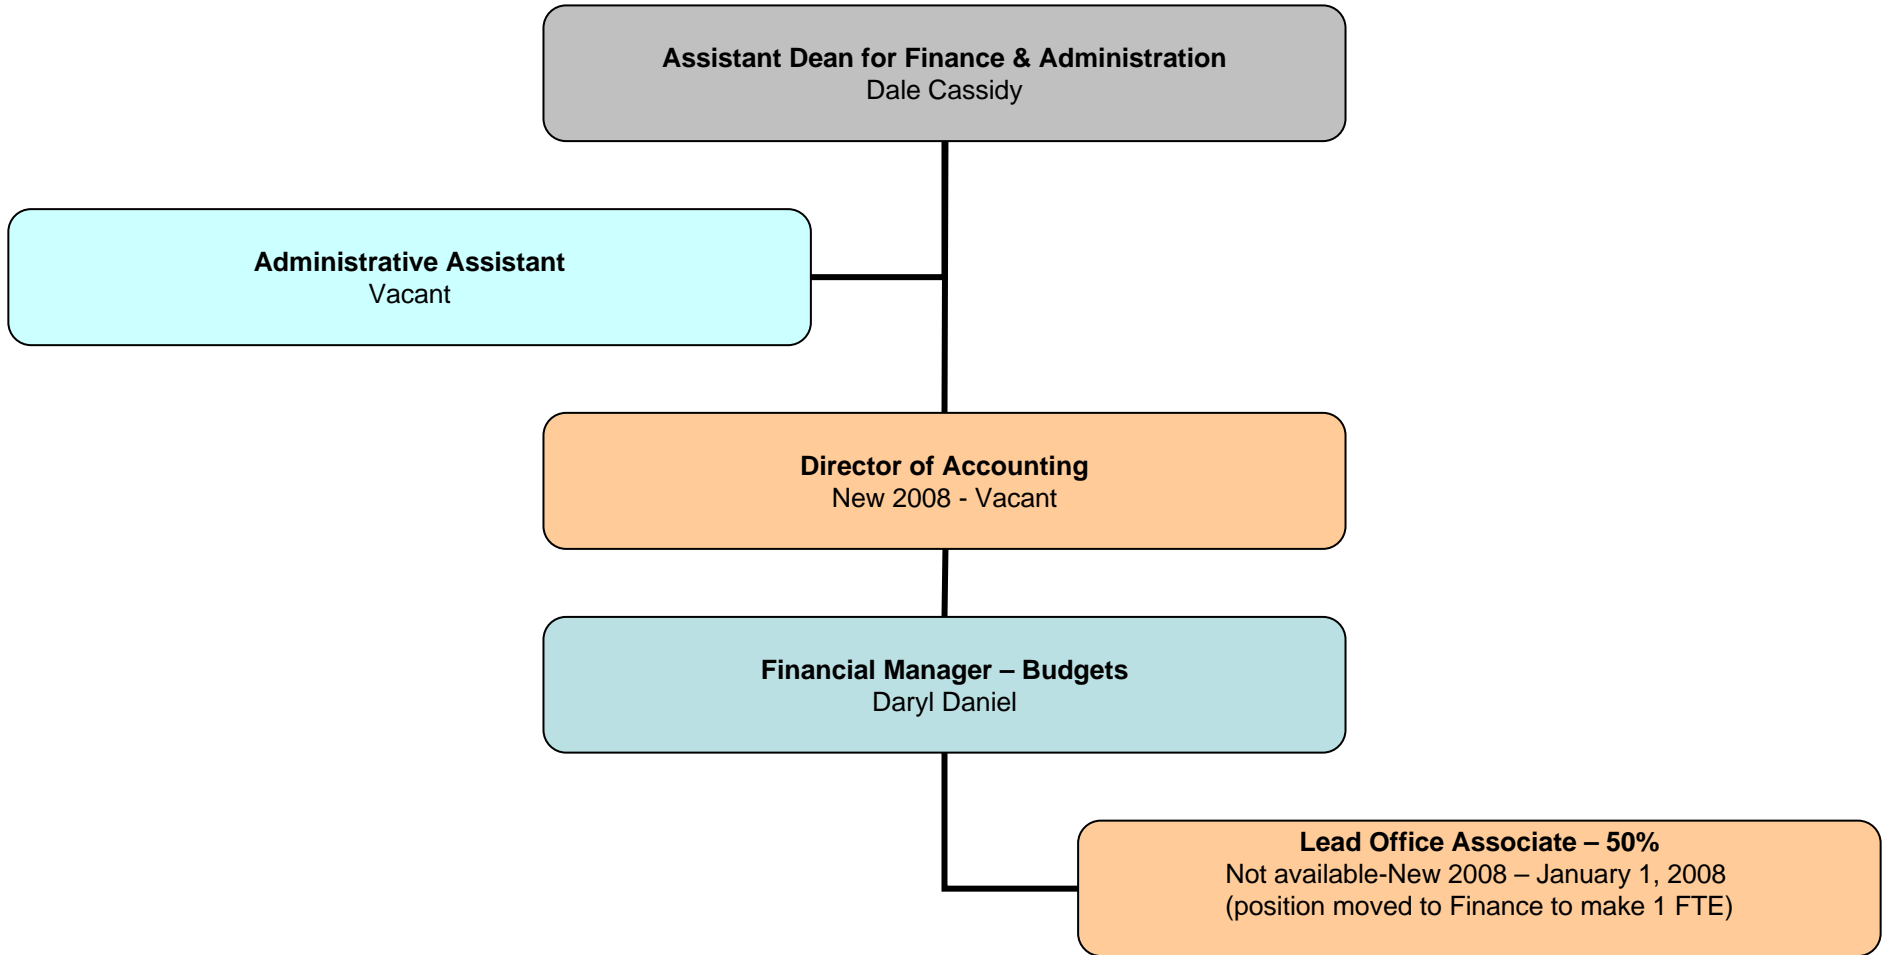 Assistant Dean for Finance & Administration
Dale Cassidy
Administrative Assistant
Vacant
Director of Accounting
New 2008 - Vacant
Financial Manager – Budgets
Daryl Daniel
Lead Office Associate – 50%
Not available-New 2008 – January 1, 2008
(position moved to Finance to make 1 FTE)